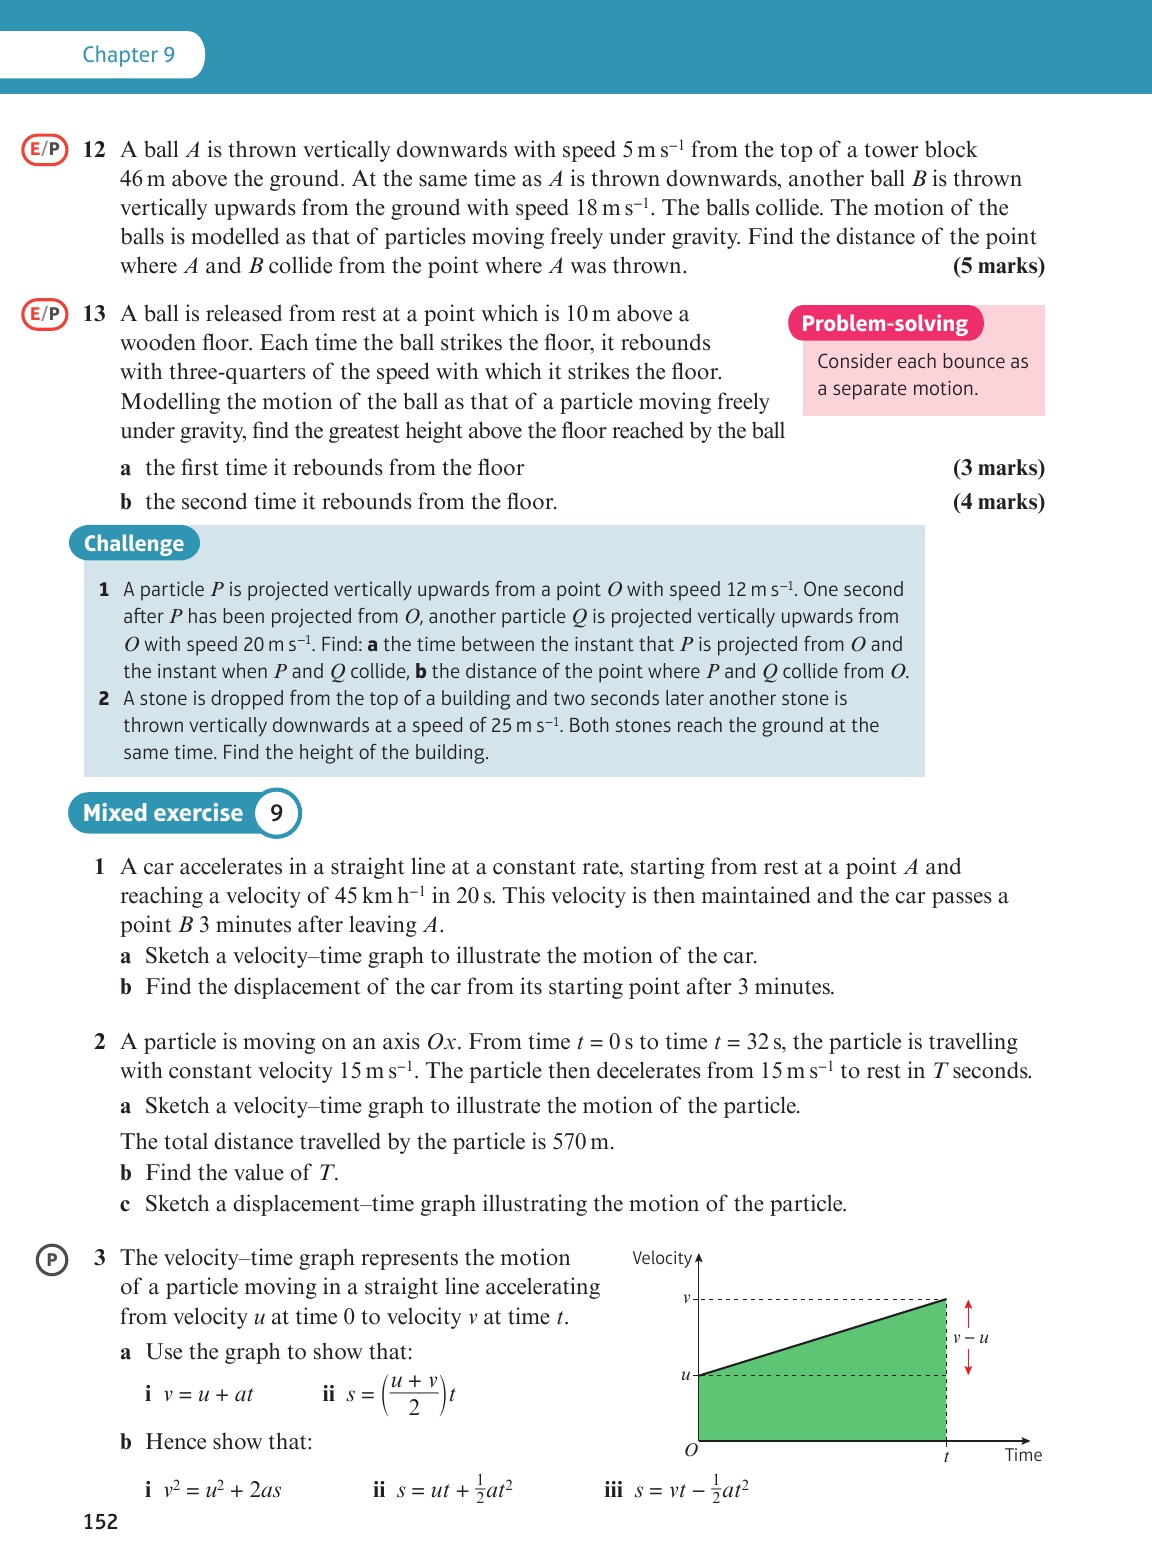 Chapter 9
E/P 12 A ball A is thrown vertically downwards with speed 5 m s⁻¹ from the top of a tower block
46 m above the ground. At the same time as A is thrown downwards, another ball B is thrown
vertically upwards from the ground with speed 18 m s⁻¹. The balls collide. The motion of the
balls is modelled as that of particles moving freely under gravity. Find the distance of the point
where A and B collide from the point where A was thrown. (5 marks)
E/P 13 A ball is released from rest at a point which is 10 m above a
wooden floor. Each time the ball strikes the floor, it rebounds
with three-quarters of the speed with which it strikes the floor.
Modelling the motion of the ball as that of a particle moving freely
under gravity, find the greatest height above the floor reached by the ball
Problem-solving
Consider each bounce as
a separate motion.
a the first time it rebounds from the floor (3 marks)
b the second time it rebounds from the floor. (4 marks)
Challenge
1 A particle P is projected vertically upwards from a point O with speed 12 m s⁻¹. One second
after P has been projected from O, another particle Q is projected vertically upwards from
O with speed 20 m s⁻¹. Find: a the time between the instant that P is projected from O and
the instant when P and Q collide, b the distance of the point where P and Q collide from O.
2 A stone is dropped from the top of a building and two seconds later another stone is
thrown vertically downwards at a speed of 25 m s⁻¹. Both stones reach the ground at the
same time. Find the height of the building.
Mixed exercise 9
1 A car accelerates in a straight line at a constant rate, starting from rest at a point A and
reaching a velocity of 45 km h⁻¹ in 20 s. This velocity is then maintained and the car passes a
point B 3 minutes after leaving A.
a Sketch a velocity–time graph to illustrate the motion of the car.
b Find the displacement of the car from its starting point after 3 minutes.
2 A particle is moving on an axis Ox. From time t = 0 s to time t = 32 s, the particle is travelling
with constant velocity 15 m s⁻¹. The particle then decelerates from 15 m s⁻¹ to rest in T seconds.
a Sketch a velocity–time graph to illustrate the motion of the particle.
The total distance travelled by the particle is 570 m.
b Find the value of T.
c Sketch a displacement–time graph illustrating the motion of the particle.
P 3 The velocity–time graph represents the motion
of a particle moving in a straight line accelerating
from velocity u at time 0 to velocity v at time t.
a Use the graph to show that:
i v = u + at ii s = ((u + v)/2)t
b Hence show that:
i v² = u² + 2as ii s = ut + ½at² iii s = vt − ½at²
Velocity
v
v − u
u
O
t
Time
152